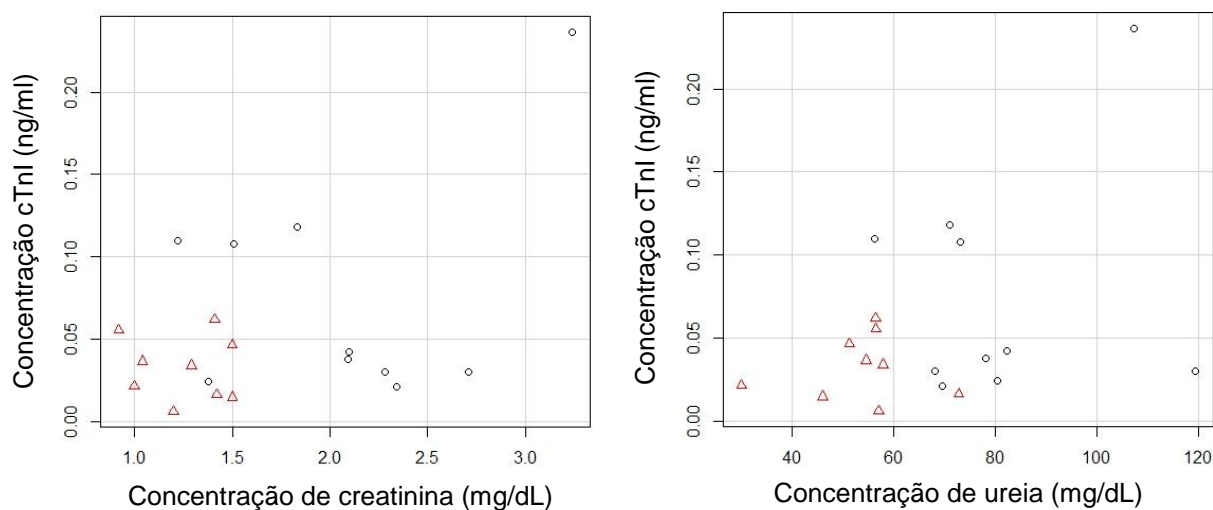 Concentração cTnI (ng/ml)
0.20
0.15
0.10
0.05
0.00
1.0 1.5 2.0 2.5 3.0
Concentração de creatinina (mg/dL)
Concentração cTnI (ng/ml)
0.20
0.15
0.10
0.05
0.00
40 60 80 100 120
Concentração de ureia (mg/dL)